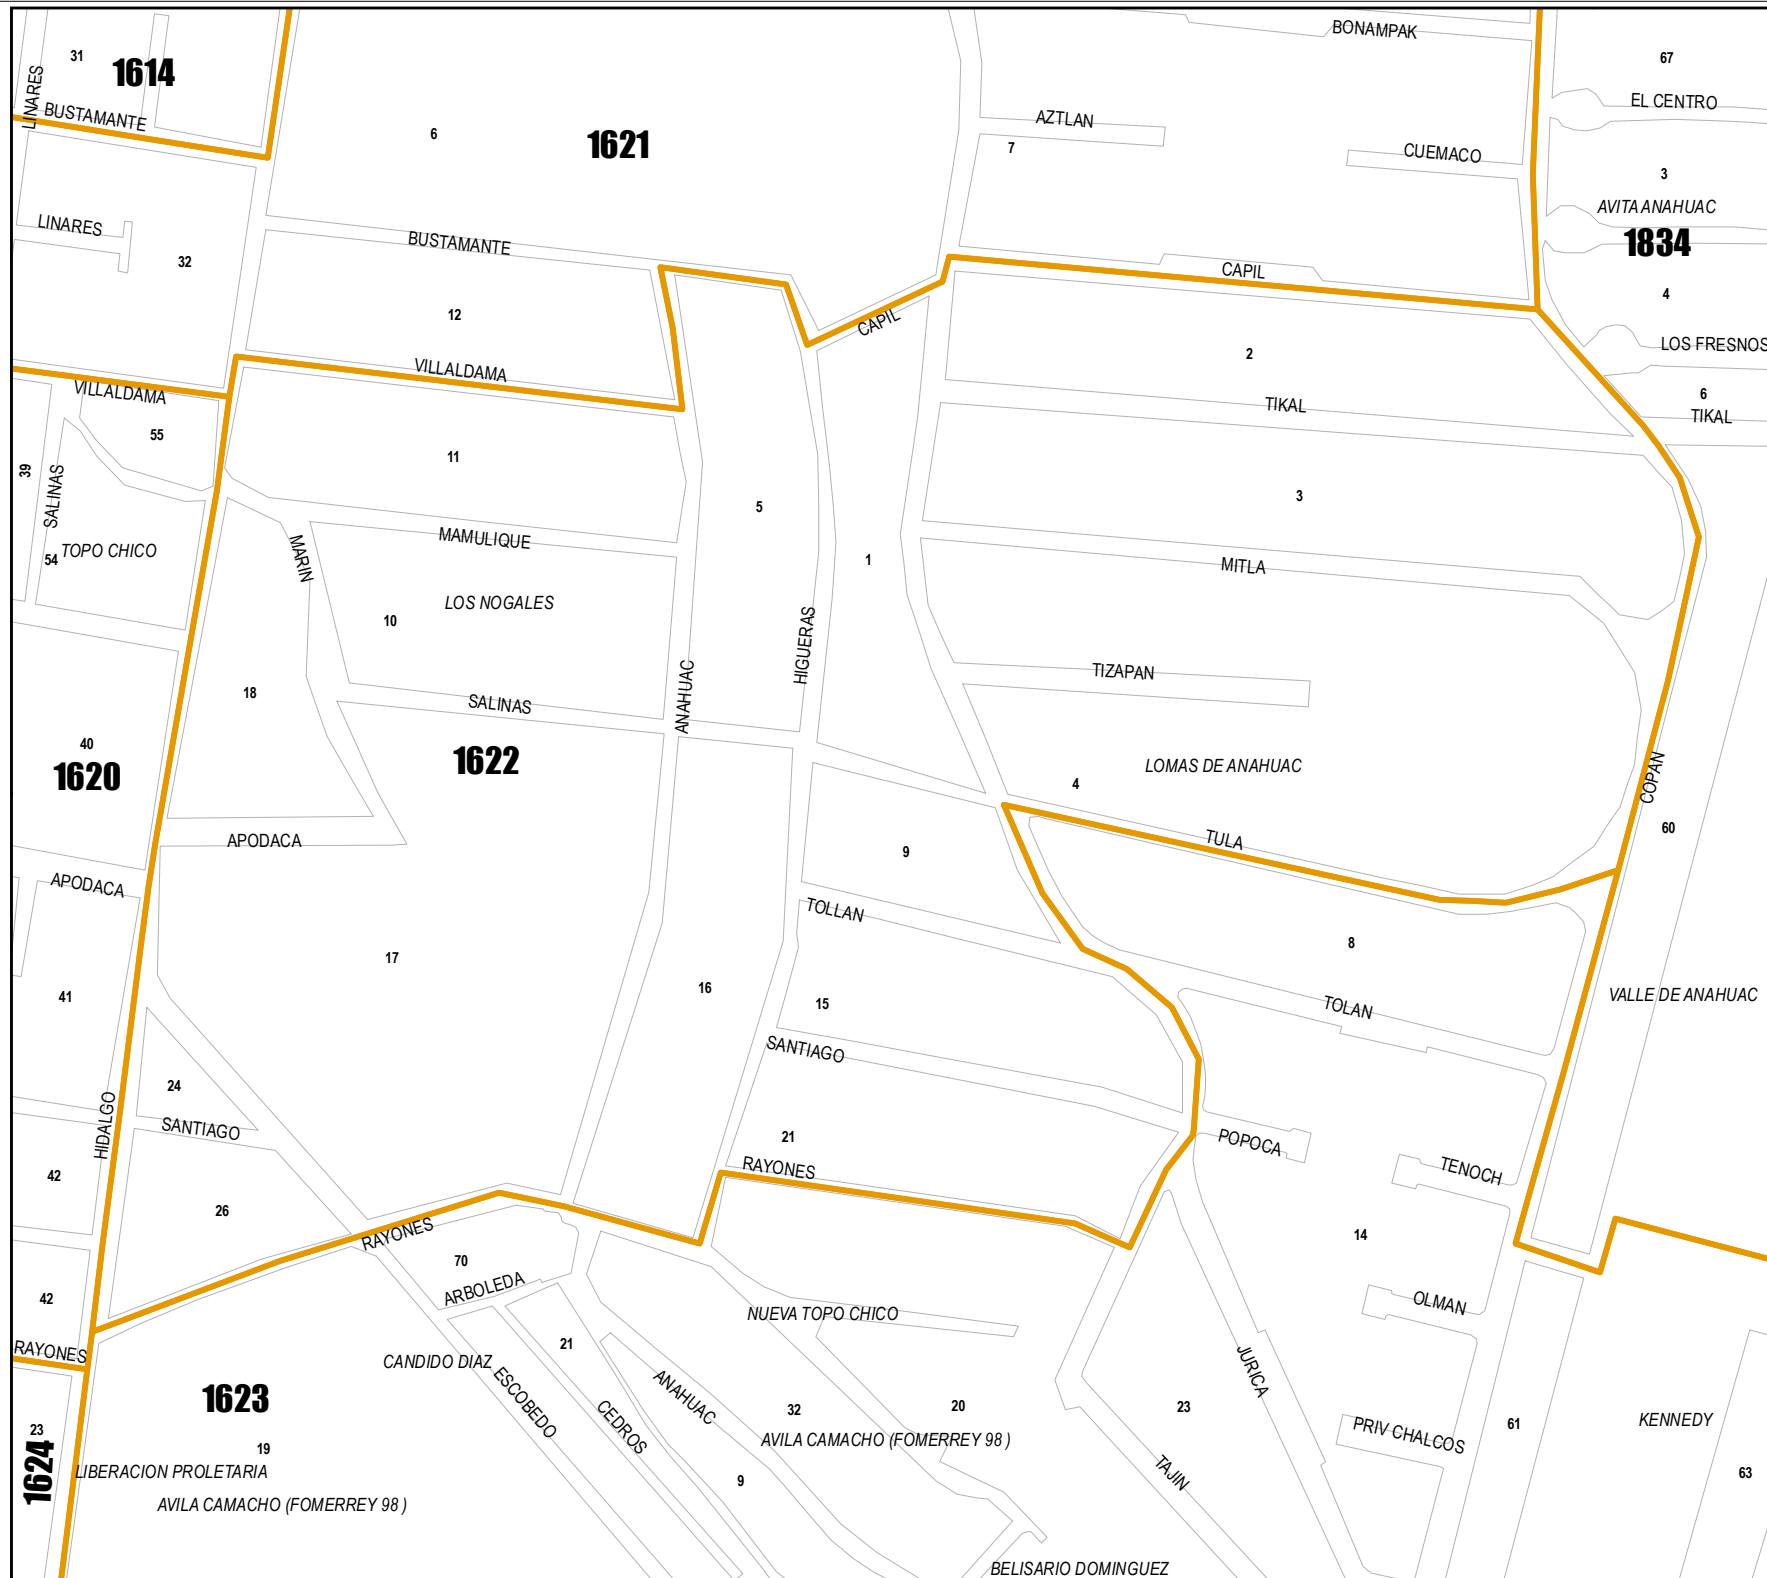 BONAMPAK
31
1614
67
LINARES
BUSTAMANTE
EL CENTRO
AZTLAN
6
1621
7
CUEMACO
3
AVITA ANAHUAC
1834
LINARES
BUSTAMANTE
32
CAPIL
4
12
CAPIL
LOS FRESNOS
2
VILLALDAMA
VILLALDAMA
6
TIKAL
TIKAL
55
11
39
SALINAS
5
3
MAMULIQUE
MARIN
54
TOPO CHICO
1
MITLA
LOS NOGALES
10
HIGUERAS
TIZAPAN
18
ANAHUAC
SALINAS
40
1620
1622
LOMAS DE ANAHUAC
4
COPAN
60
APODACA
TULA
9
APODACA
TOLLAN
8
17
16
15
41
VALLE DE ANAHUAC
TOLAN
SANTIAGO
24
HIDALGO
SANTIAGO
21
POPOCA
RAYONES
TENOCH
42
26
RAYONES
14
70
ARBOLEDA
42
OLMAN
NUEVA TOPO CHICO
RAYONES
21
CANDIDO DIAZ
JURICA
1623
ESCOBEDO
ANAHUAC
CEDROS
32
20
23
PRIV CHALCOS
61
KENNEDY
23
1624
19
AVILA CAMACHO (FOMERREY 98 )
LIBERACION PROLETARIA
9
TAJIN
63
AVILA CAMACHO (FOMERREY 98 )
BELISARIO DOMINGUEZ